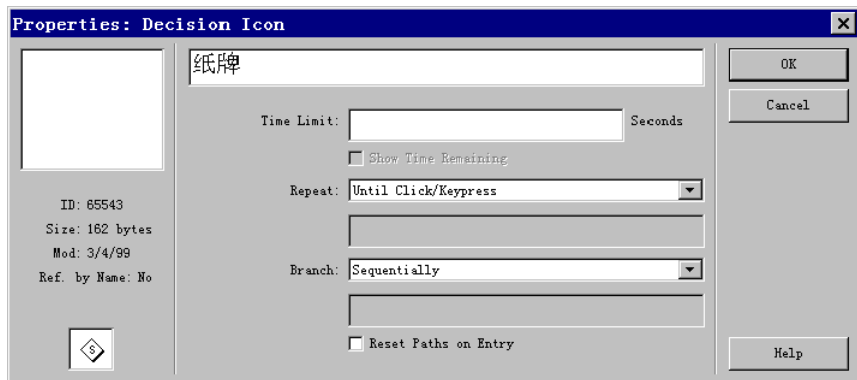 Properties: Decision Icon
纸牌
OK
Time Limit:
Seconds
Cancel
Show Time Remaining
Repeat: Until Click/Keypress
ID: 65543
Size: 162 bytes
Mod: 3/4/99
Ref. by Name: No
Branch: Sequentially
S
Reset Paths on Entry
Help